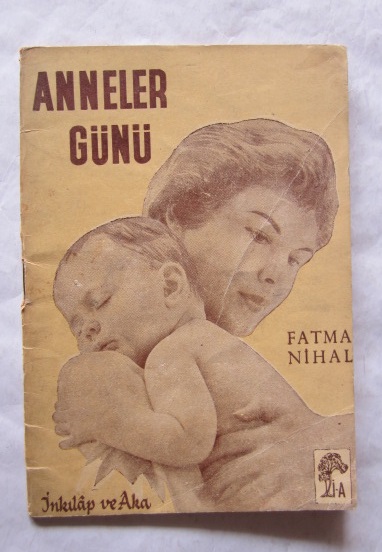 ANNELER
GÜNÜ
FATMA
NİHAL
İnkılâp ve Aka
İ-A